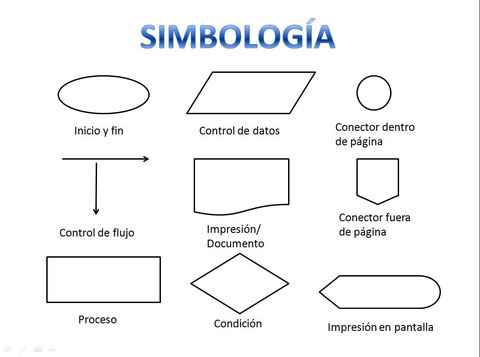 SIMBOLOGÍA
Inicio y fin
Control de datos
Conector dentro
de página
Control de flujo
Impresión/
Documento
Conector fuera
de página
Proceso
Condición
Impresión en pantalla